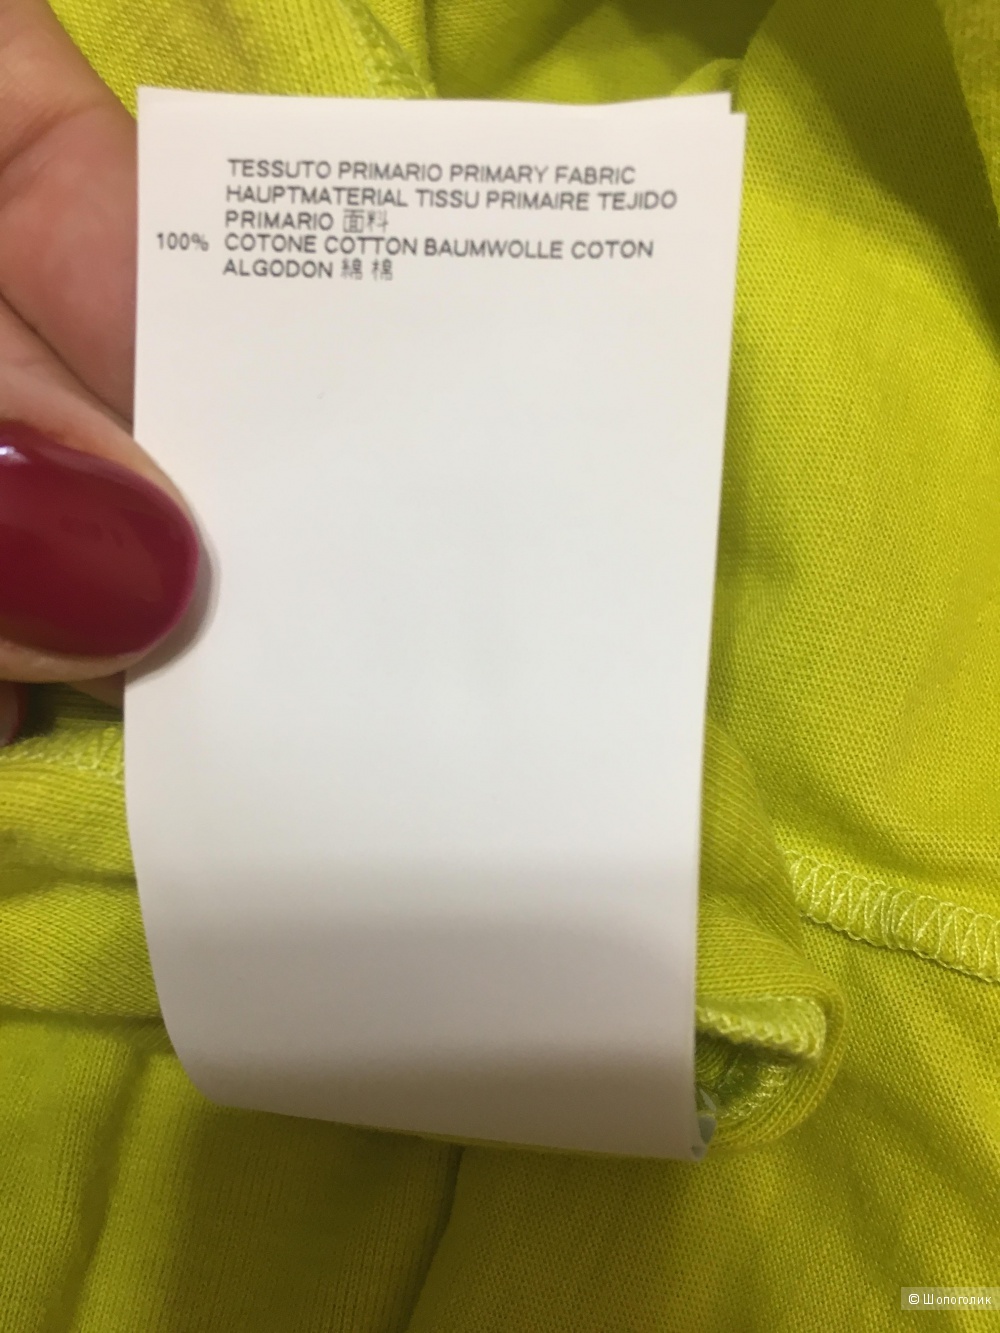 TESSUTO PRIMARIO PRIMARY FABRIC
HAUPTMATERIAL TISSU PRIMAIRE TEJIDO
PRIMARIO 面料
100% COTONE COTTON BAUMWOLLE COTON
ALGODON 綿 棉
© Шопоголик